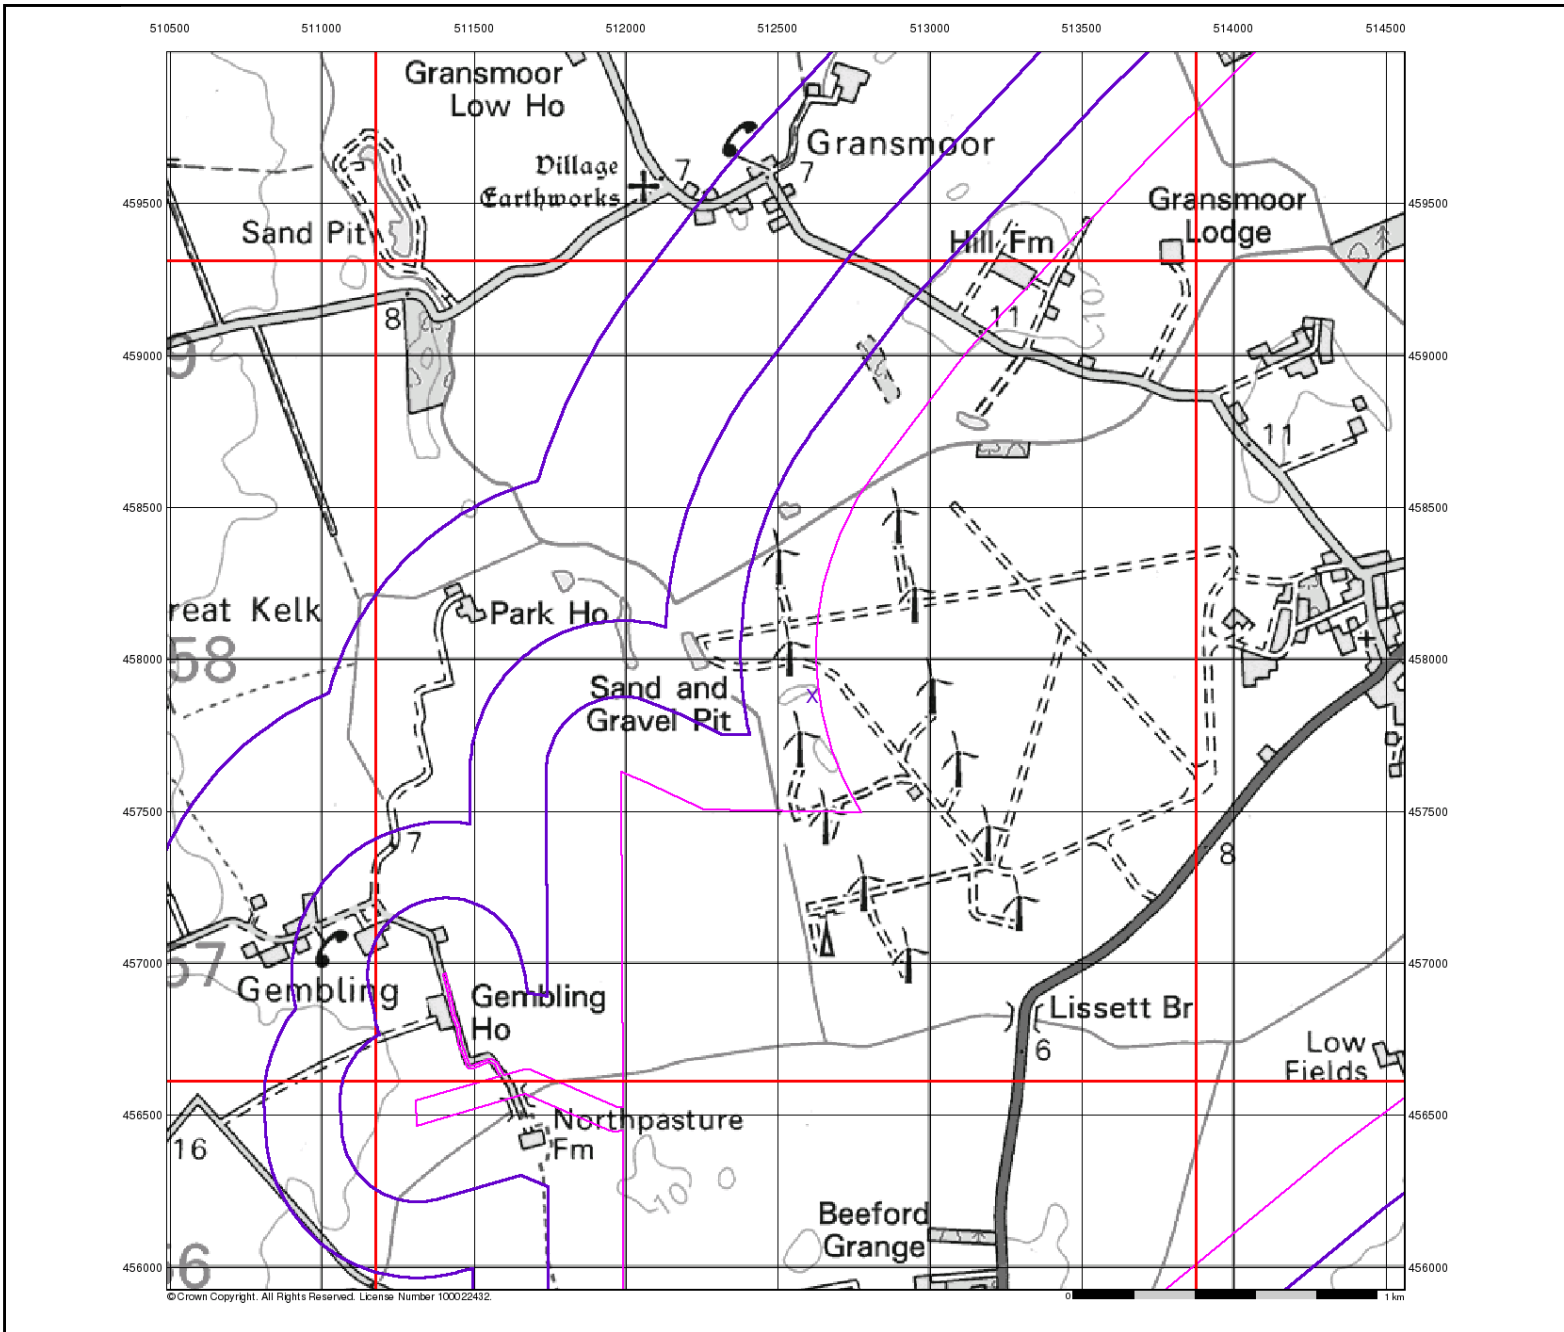 510500 511000 511500 512000 512500 513000 513500 514000 514500
Gransmoor
Low Ho
Gransmoor
7
7
Village
Earthworks
459500
459500
Gransmoor
Lodge
Sand Pit
Hill Fm
10
11
8
459000
459000
9
11
458500
458500
reat Kelk
Park Ho
58
458000
458000
Sand and
Gravel Pit
X
457500
457500
7
8
457000
457000
57
Gembling
Gembling
Ho
Lissett Br
6
Low
Fields
456500
456500
Northpasture
Fm
16
10
Beeford
Grange
456000
456000
6
© Crown Copyright. All Rights Reserved. License Number 100022432.
0
1 km